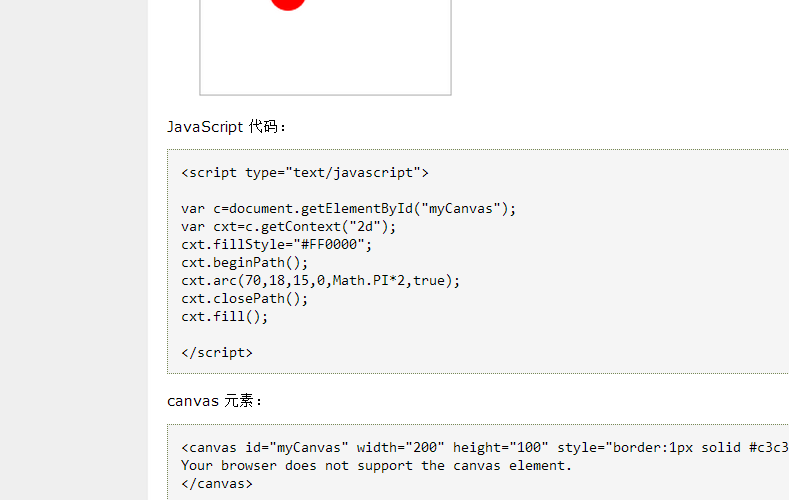 JavaScript 代码：
<script type="text/javascript">
var c=document.getElementById("myCanvas");
var cxt=c.getContext("2d");
cxt.fillStyle="#FF0000";
cxt.beginPath();
cxt.arc(70,18,15,0,Math.PI*2,true);
cxt.closePath();
cxt.fill();
</script>
canvas 元素：
<canvas id="myCanvas" width="200" height="100" style="border:1px solid #c3c3
Your browser does not support the canvas element.
</canvas>